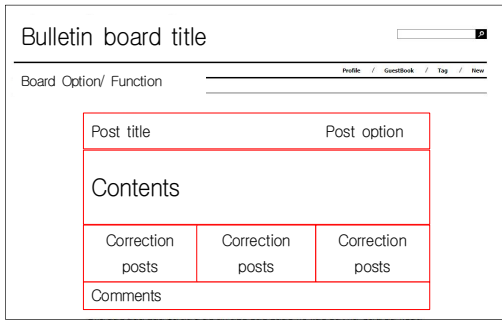 Bulletin board title
Profile / GuestBook / Tag / New
Board Option/ Function
Post title Post option
Contents
Correction Correction Correction
posts posts posts
Comments